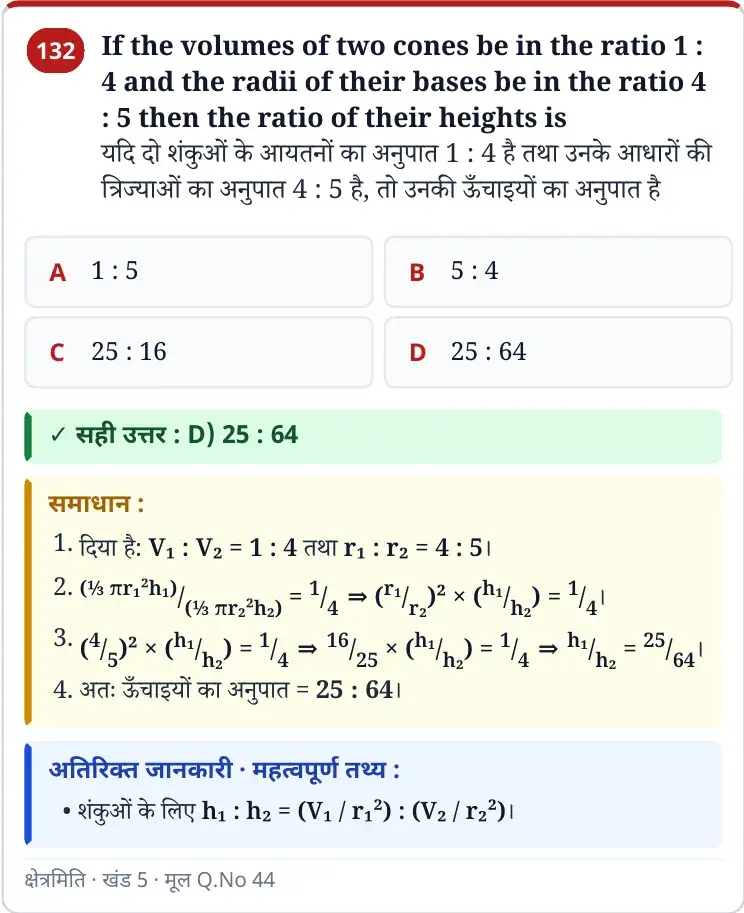 132
If the volumes of two cones be in the ratio 1 :
4 and the radii of their bases be in the ratio 4
: 5 then the ratio of their heights is
यदि दो शंकुओं के आयतनों का अनुपात 1 : 4 है तथा उनके आधारों की
त्रिज्याओं का अनुपात 4 : 5 है, तो उनकी ऊँचाइयों का अनुपात है
A 1 : 5
B 5 : 4
C 25 : 16
D 25 : 64
✓ सही उत्तर : D) 25 : 64
समाधान :
1. दिया है: V₁ : V₂ = 1 : 4 तथा r₁ : r₂ = 4 : 5।
2. (⅓ πr₁²h₁)/(⅓ πr₂²h₂) = 1/4 ⇒ (r₁/r₂)² × (h₁/h₂) = 1/4।
3. (4/5)² × (h₁/h₂) = 1/4 ⇒ 16/25 × (h₁/h₂) = 1/4 ⇒ h₁/h₂ = 25/64।
4. अतः ऊँचाइयों का अनुपात = 25 : 64।
अतिरिक्त जानकारी · महत्वपूर्ण तथ्य :
• शंकुओं के लिए h₁ : h₂ = (V₁ / r₁²) : (V₂ / r₂²)।
क्षेत्रमिति · खंड 5 · मूल Q.No 44